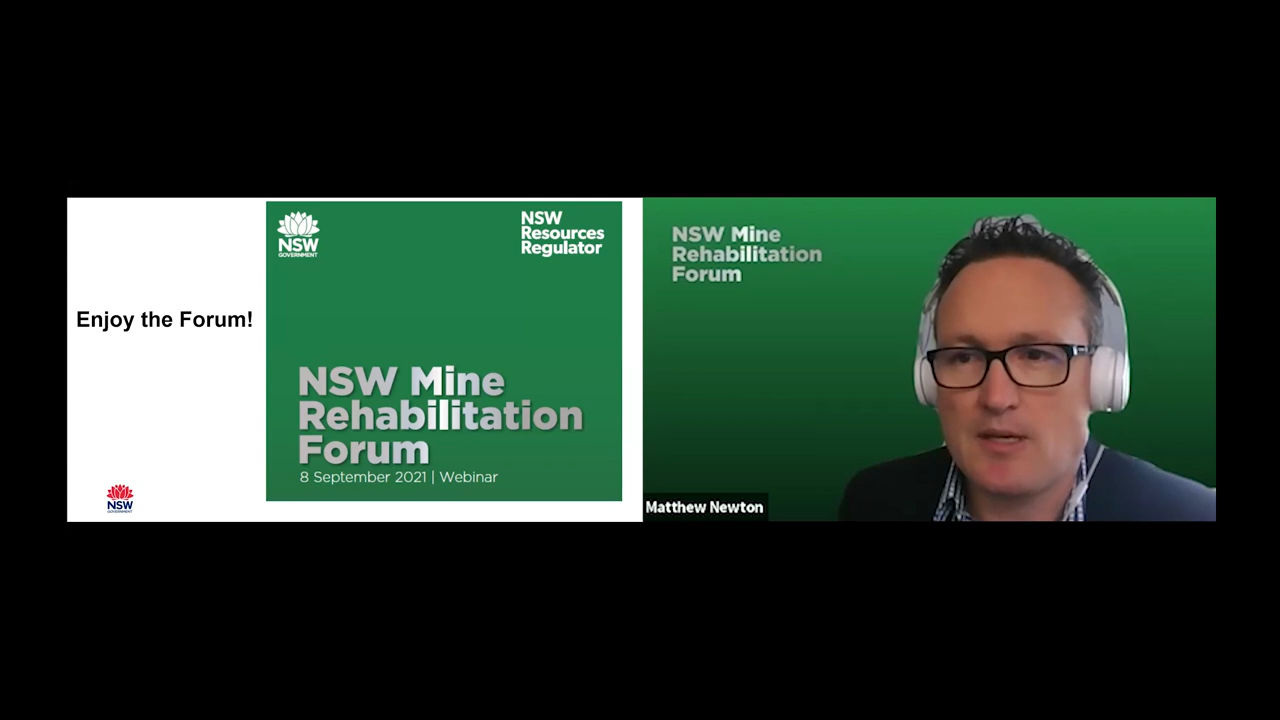 Enjoy the Forum!
NSW
GOVERNMENT
NSW
GOVERNMENT
NSW
Resources
Regulator
NSW Mine
Rehabilitation
Forum
8 September 2021 | Webinar
NSW Mine
Rehabilitation
Forum
Matthew Newton